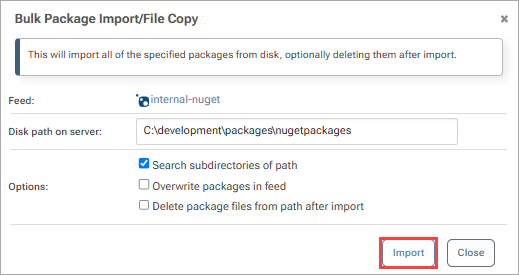 Bulk Package Import/File Copy
This will import all of the specified packages from disk, optionally deleting them after import.
Feed: internal-nuget
Disk path on server: C:\development\packages\nugetpackages
Search subdirectories of path
Options: Overwrite packages in feed
Delete package files from path after import
Import Close